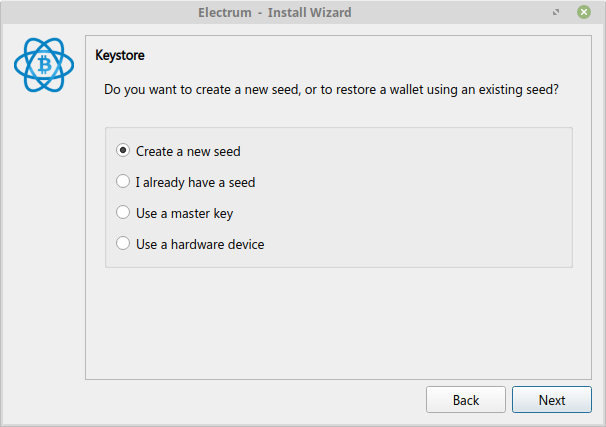 Electrum - Install Wizard
Keystore
Do you want to create a new seed, or to restore a wallet using an existing seed?
Create a new seed
I already have a seed
Use a master key
Use a hardware device
Back
Next